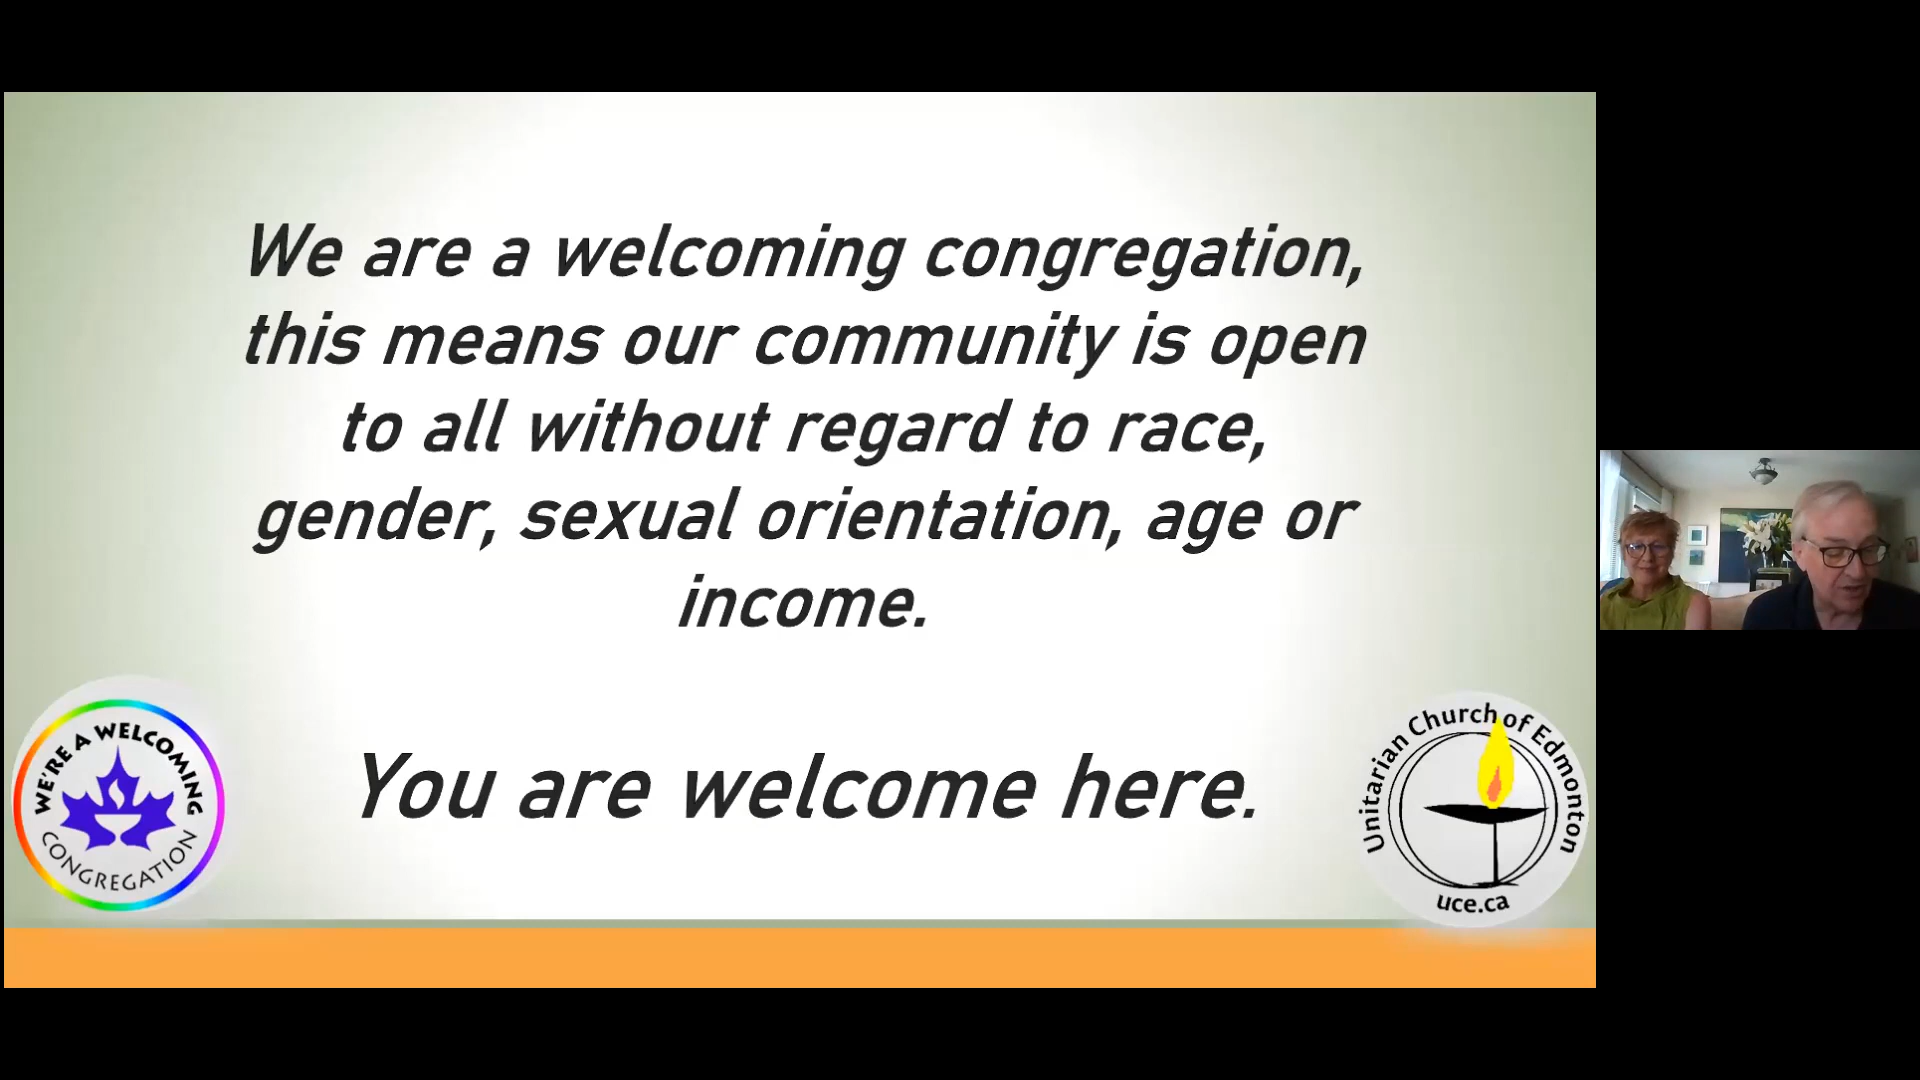 We are a welcoming congregation,
this means our community is open
to all without regard to race,
gender, sexual orientation, age or
income.
You are welcome here.
WE'RE A WELCOMING
CONGREGATION
Unitarian Church of Edmonton
uce.ca